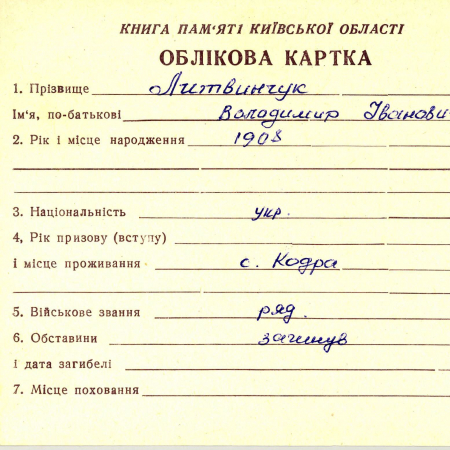 КНИГА ПАМ'ЯТІ КИЇВСЬКОЇ ОБЛАСТІ
ОБЛІКОВА КАРТКА
1. Прізвище Литвинчук
Ім'я, по-батькові Володимир Іванови
2. Рік і місце народження 1908
3. Національність укр.
4, Рік призову (вступу)
і місце проживання с. Кодра
5. Військове звання ряд.
6. Обставини загинув
і дата загибелі
7. Місце поховання